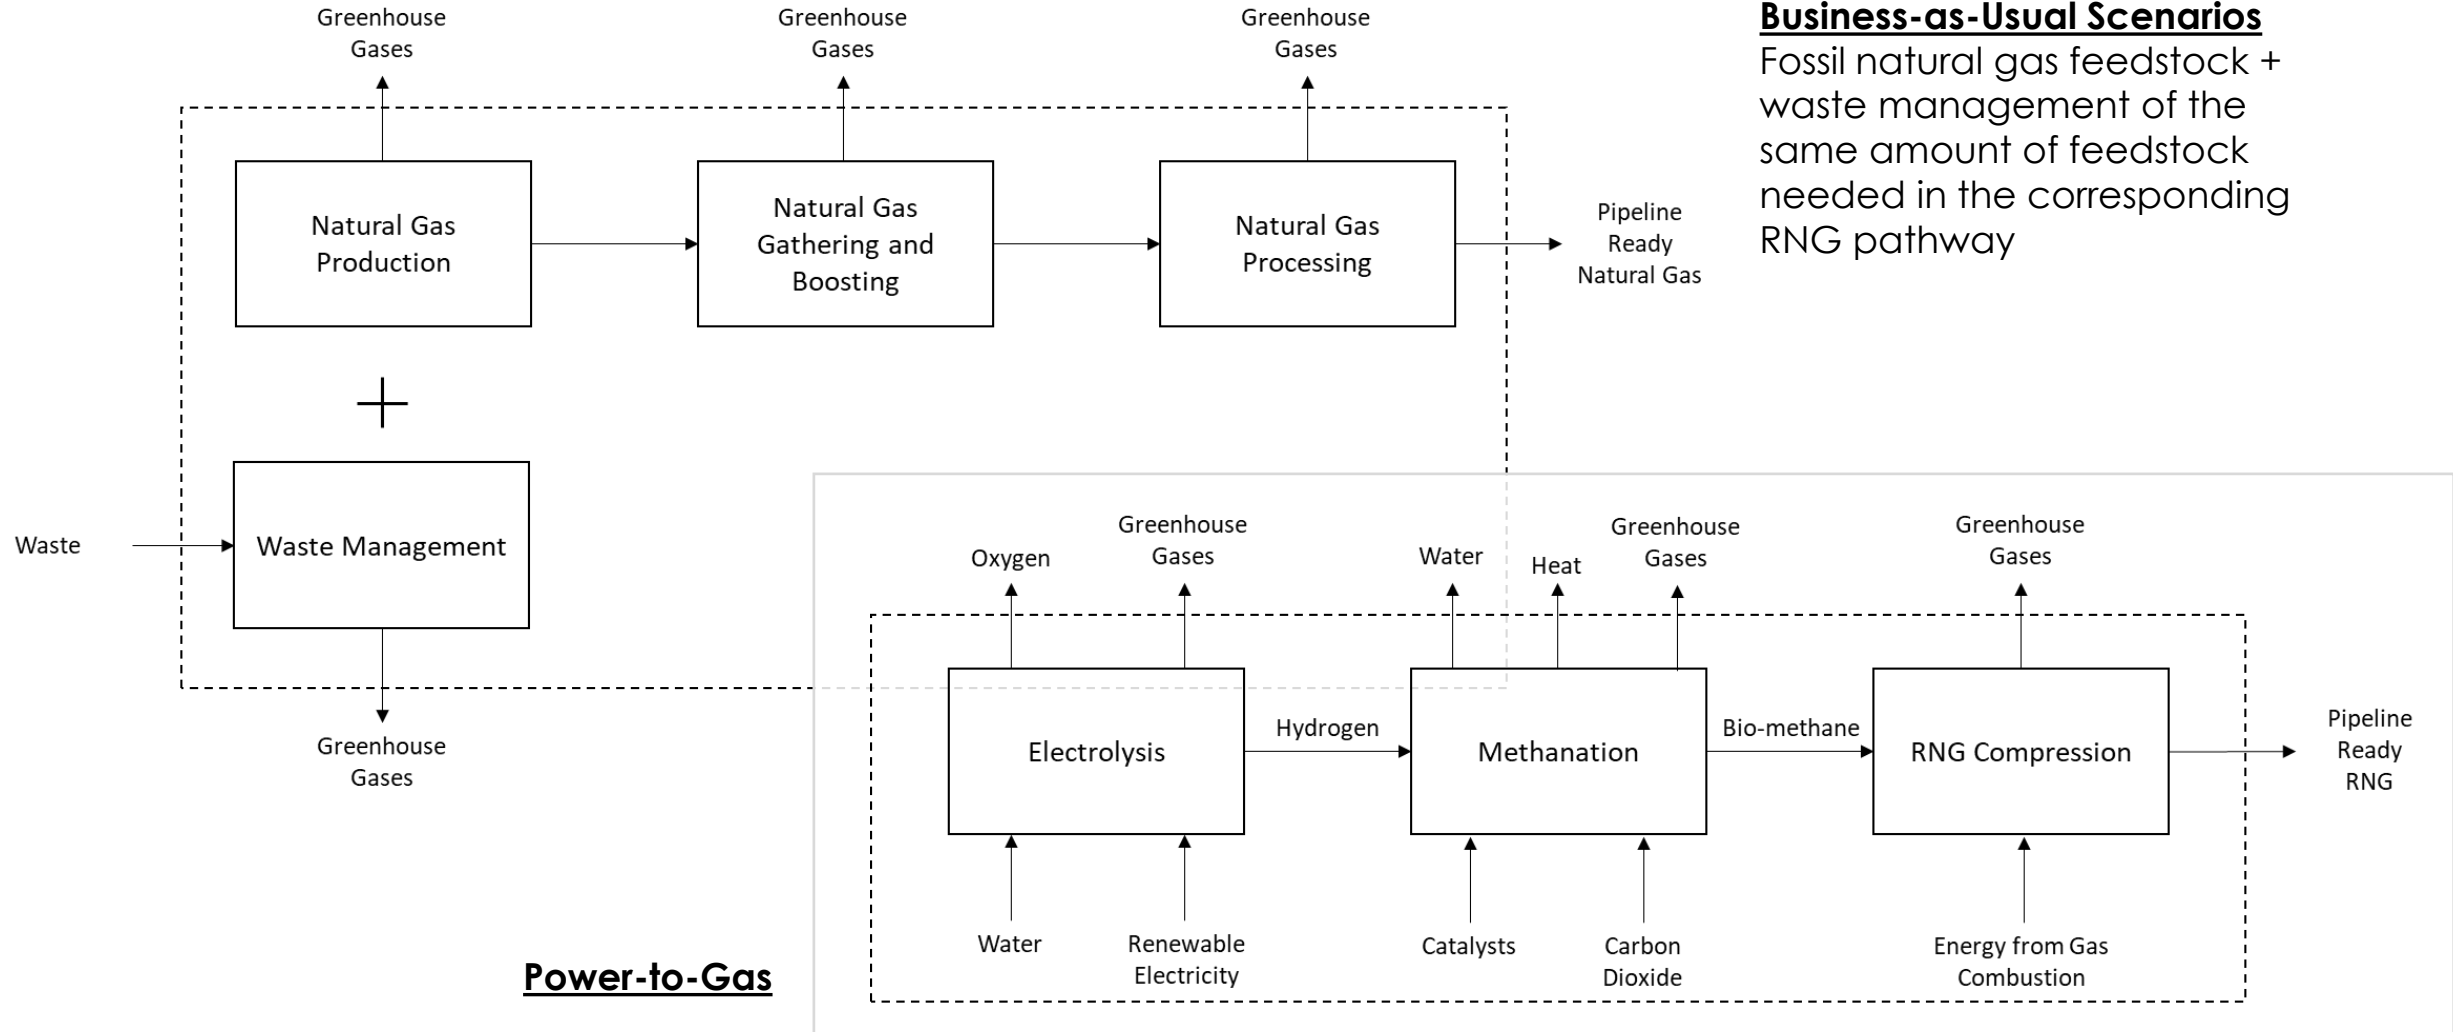 Greenhouse
Gases
Greenhouse
Gases
Greenhouse
Gases
Business-as-Usual Scenarios
Fossil natural gas feedstock +
waste management of the
same amount of feedstock
needed in the corresponding
RNG pathway
Natural Gas
Production
Natural Gas
Gathering and
Boosting
Natural Gas
Processing
Pipeline
Ready
Natural Gas
+
Waste
Waste Management
Greenhouse
Gases
Oxygen
Greenhouse
Gases
Water
Heat
Greenhouse
Gases
Greenhouse
Gases
Electrolysis
Hydrogen
Methanation
Bio-methane
RNG Compression
Pipeline
Ready
RNG
Water
Renewable
Electricity
Catalysts
Carbon
Dioxide
Energy from Gas
Combustion
Power-to-Gas